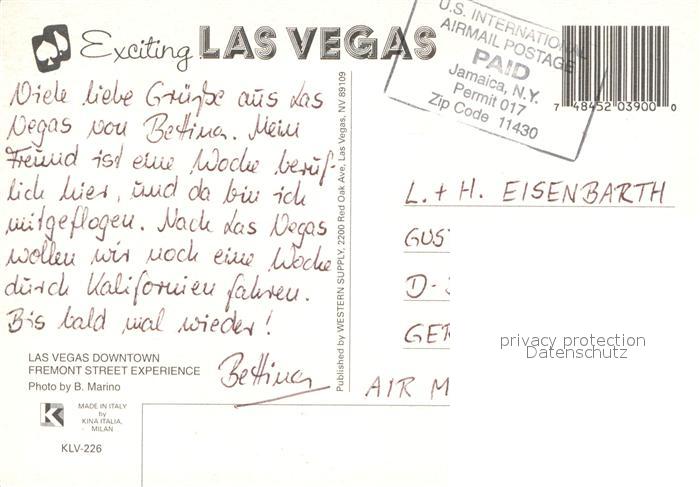 Exciting LAS VEGAS
Viele liebe Grüße aus Las
Vegas von Bettina. Mein
Freund ist eine Woche beruf-
lich hier, und da bin ich
mitgeflogen. Nach Las Vegas
wollen wir noch eine Woche
durch Kalifornien fahren.
Bis bald mal wieder!
Bettina
LAS VEGAS DOWNTOWN
FREMONT STREET EXPERIENCE
Photo by B. Marino
MADE IN ITALY
by
KINA ITALIA
MILAN
KLV-226
Published by WESTERN SUPPLY, 2200 Red Oak Ave, Las Vegas, NV 89109
U.S. INTERNATIONAL
AIRMAIL POSTAGE
PAID
Jamaica, N.Y.
Permit 017
Zip Code 11430
7 48452 03900 0
L. + H. EISENBARTH
GUS
D-
GER
AIR M
privacy protection
Datenschutz